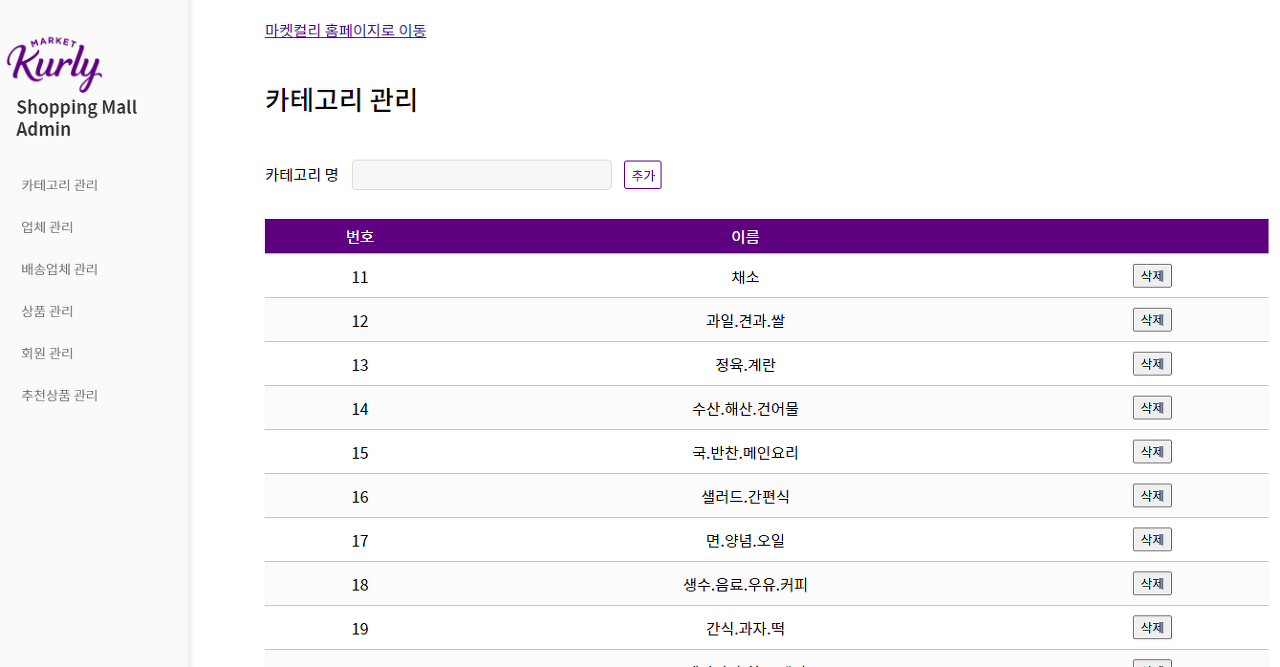 MARKET
Kurly
Shopping Mall
Admin
카테고리 관리
업체 관리
배송업체 관리
상품 관리
회원 관리
추천상품 관리
마켓컬리 홈페이지로 이동
카테고리 관리
카테고리 명 추가
번호 이름
11 채소 삭제
12 과일.견과.쌀 삭제
13 정육.계란 삭제
14 수산.해산.건어물 삭제
15 국.반찬.메인요리 삭제
16 샐러드.간편식 삭제
17 면.양념.오일 삭제
18 생수.음료.우유.커피 삭제
19 간식.과자.떡 삭제